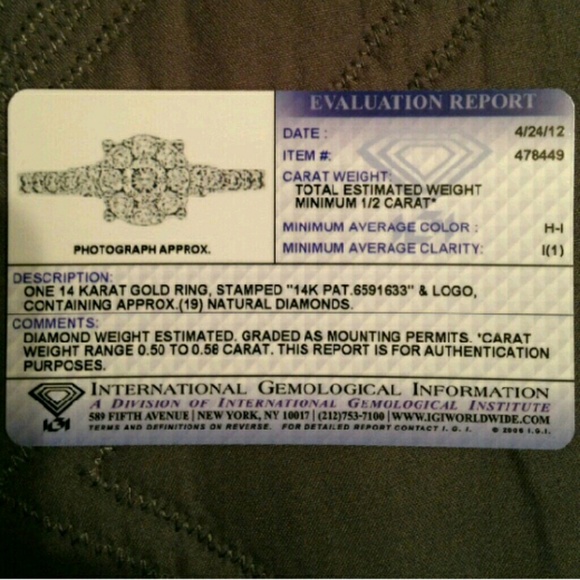 EVALUATION REPORT
DATE : 4/24/12
ITEM #: 478449
CARAT WEIGHT:
TOTAL ESTIMATED WEIGHT
MINIMUM 1/2 CARAT*
MINIMUM AVERAGE COLOR : H-I
MINIMUM AVERAGE CLARITY: I(1)
PHOTOGRAPH APPROX.
DESCRIPTION:
ONE 14 KARAT GOLD RING, STAMPED "14K PAT.6591633" & LOGO,
CONTAINING APPROX.(19) NATURAL DIAMONDS.
COMMENTS:
DIAMOND WEIGHT ESTIMATED. GRADED AS MOUNTING PERMITS. *CARAT
WEIGHT RANGE 0.50 TO 0.58 CARAT. THIS REPORT IS FOR AUTHENTICATION
PURPOSES.
IGI
INTERNATIONAL GEMOLOGICAL INFORMATION
A DIVISION OF INTERNATIONAL GEMOLOGICAL INSTITUTE
589 FIFTH AVENUE | NEW YORK, NY 10017 | (212)753-7100 | WWW.IGIWORLDWIDE.COM
TERMS AND DEFINITIONS ON REVERSE. FOR DETAILED REPORT CONTACT I.G.I. © 2006 I.G.I.